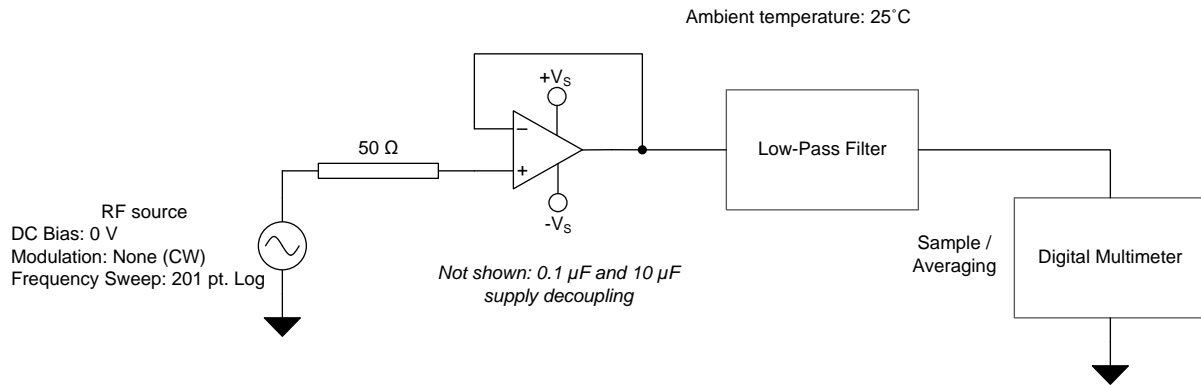 Ambient temperature: 25˚C
+VS
50 Ω
−
+
-VS
Low-Pass Filter
RF source
DC Bias: 0 V
Modulation: None (CW)
Frequency Sweep: 201 pt. Log
Not shown: 0.1 µF and 10 µF
supply decoupling
Sample /
Averaging
Digital Multimeter